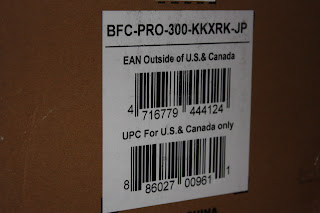 BFC-PRO-300-KKXRK-JP
EAN Outside of U.S.& Canada
4 716779 444124
UPC For U.S.& Canada only
8 86027 00961 1